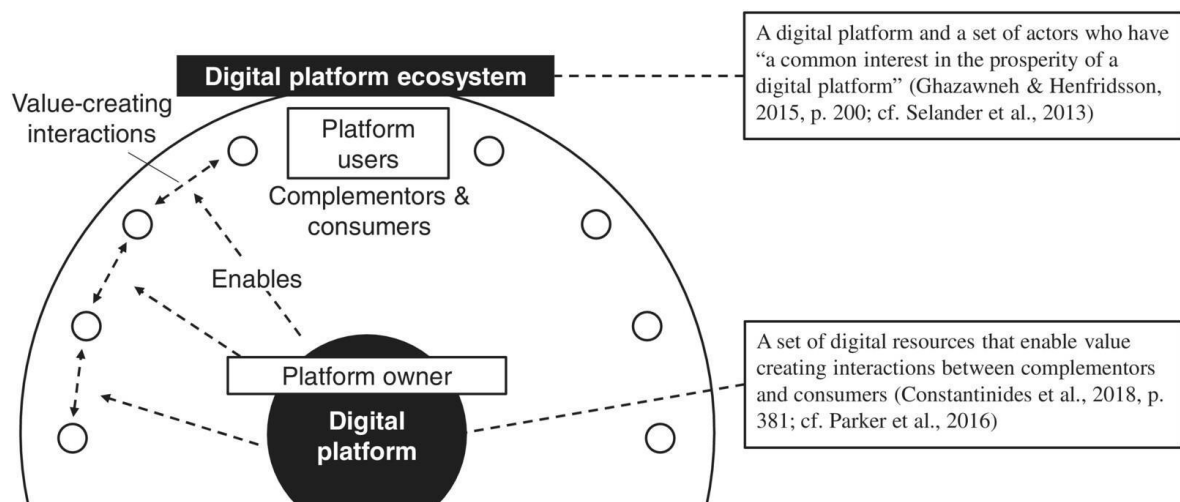 Digital platform ecosystem
Value-creating
interactions
Platform
users
Complementors &
consumers
Enables
Platform owner
Digital
platform
A digital platform and a set of actors who have
“a common interest in the prosperity of a
digital platform” (Ghazawneh & Henfridsson,
2015, p. 200; cf. Selander et al., 2013)
A set of digital resources that enable value
creating interactions between complementors
and consumers (Constantinides et al., 2018, p.
381; cf. Parker et al., 2016)